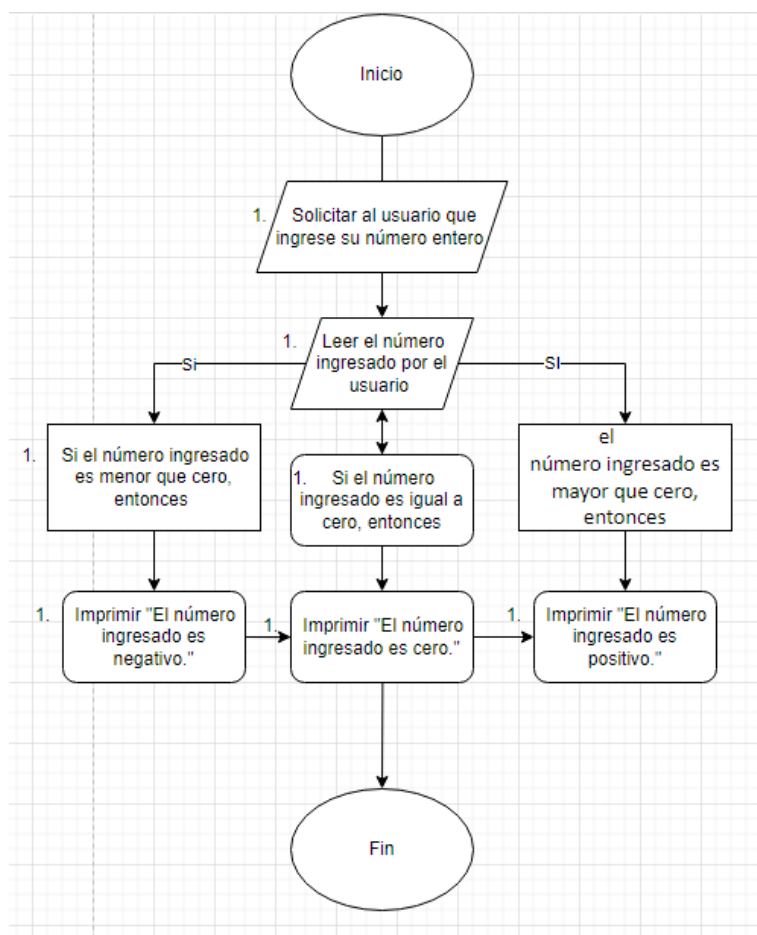 Inicio
1. Solicitar al usuario que
ingrese su número entero
1. Leer el número
ingresado por el
usuario
Si
SI
1. Si el número ingresado
es menor que cero,
entonces
1. Si el número
ingresado es igual a
cero, entonces
el
número ingresado es
mayor que cero,
entonces
1. Imprimir "El número
ingresado es
negativo."
1. Imprimir "El número
ingresado es cero."
1. Imprimir "El número
ingresado es
positivo."
Fin